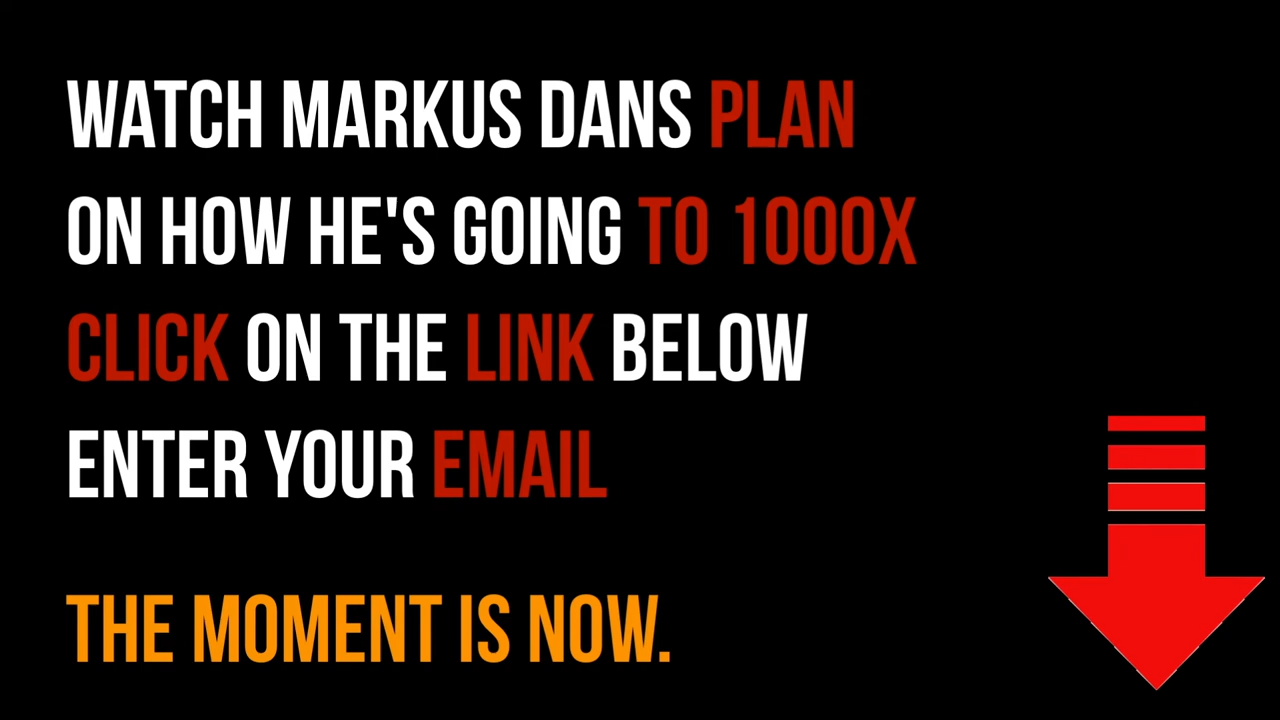 WATCH MARKUS DANS PLAN
ON HOW HE'S GOING TO 1000X
CLICK ON THE LINK BELOW
ENTER YOUR EMAIL
THE MOMENT IS NOW.